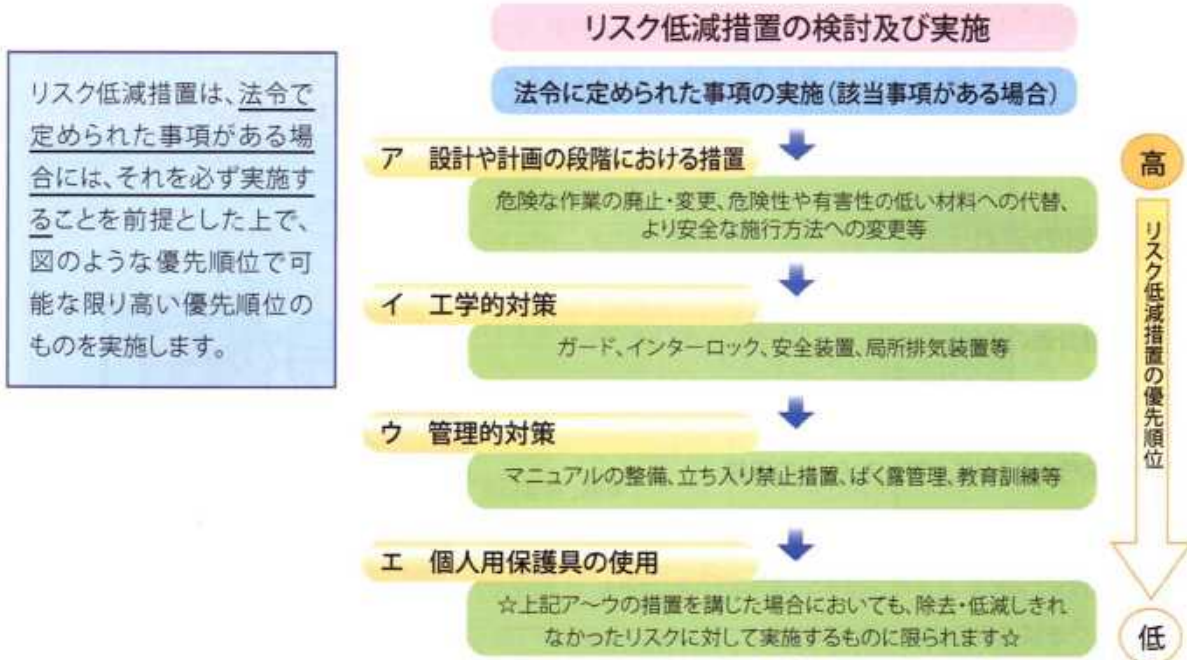 リスク低減措置の検討及び実施
リスク低減措置は、法令で
定められた事項がある場
合には、それを必ず実施す
ることを前提とした上で、
図のような優先順位で可
能な限り高い優先順位の
ものを実施します。
法令に定められた事項の実施(該当事項がある場合)
ア 設計や計画の段階における措置
危険な作業の廃止・変更、危険性や有害性の低い材料への代替、
より安全な施行方法への変更等
イ 工学的対策
ガード、インターロック、安全装置、局所排気装置等
ウ 管理的対策
マニュアルの整備、立ち入り禁止措置、ばく露管理、教育訓練等
エ 個人用保護具の使用
☆上記ア〜ウの措置を講じた場合においても、除去・低減しきれ
なかったリスクに対して実施するものに限られます☆
高
リスク低減措置の優先順位
低